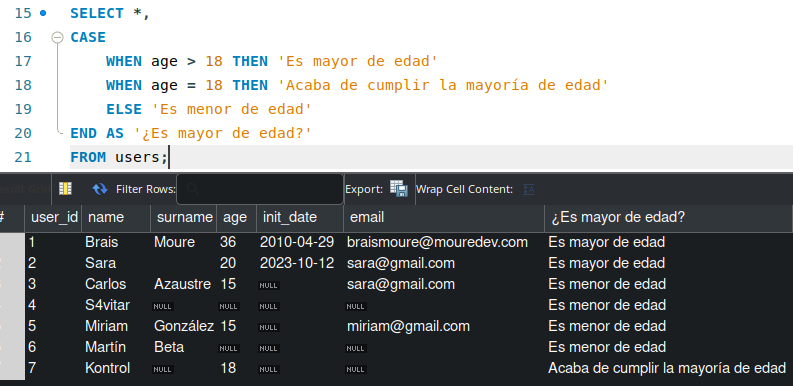 15 SELECT *,
16 CASE
17 WHEN age > 18 THEN 'Es mayor de edad'
18 WHEN age = 18 THEN 'Acaba de cumplir la mayoría de edad'
19 ELSE 'Es menor de edad'
20 END AS '¿Es mayor de edad?'
21 FROM users;
Filter Rows: Export: Wrap Cell Content:
# user_id name surname age init_date email ¿Es mayor de edad?
1 Brais Moure 36 2010-04-29 braismoure@mouredev.com Es mayor de edad
2 Sara 20 2023-10-12 sara@gmail.com Es mayor de edad
3 Carlos Azaustre 15 NULL sara@gmail.com Es menor de edad
4 S4vitar NULL NULL NULL NULL Es menor de edad
5 Miriam González 15 NULL miriam@gmail.com Es menor de edad
6 Martín Beta NULL NULL NULL Es menor de edad
7 Kontrol 18 NULL NULL Acaba de cumplir la mayoría de edad